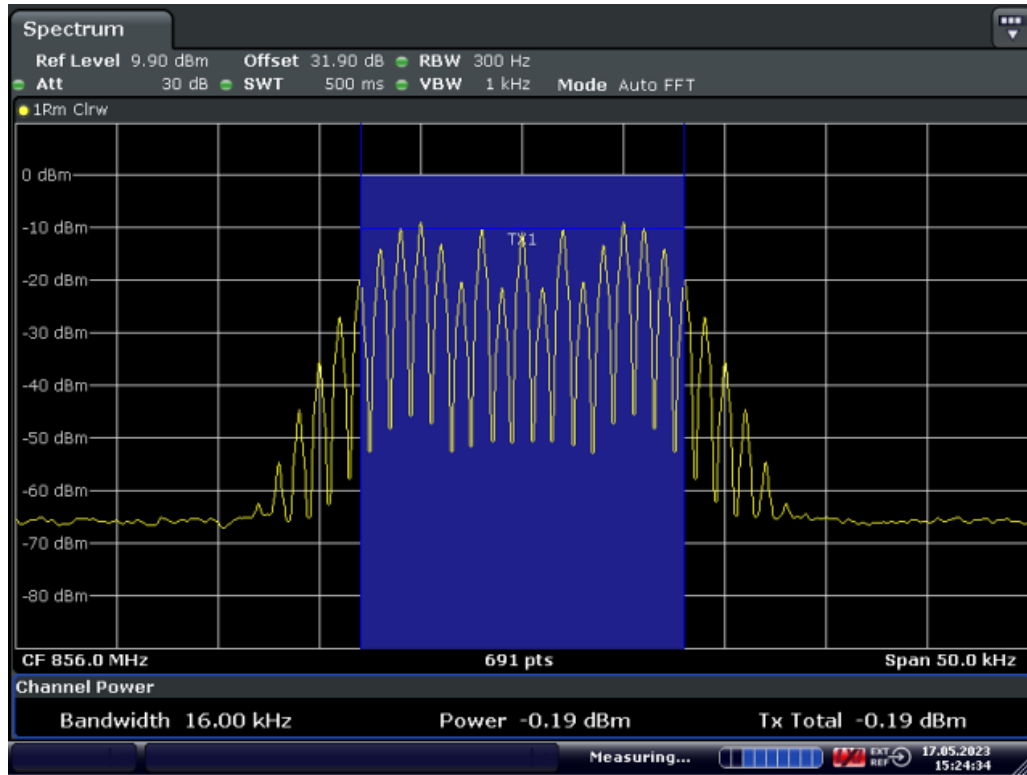 Spectrum
Ref Level 9.90 dBm Offset 31.90 dB RBW 300 Hz
Att 30 dB SWT 500 ms VBW 1 kHz Mode Auto FFT
1Rm Clrw
0 dBm
-10 dBm
TX1
-20 dBm
-30 dBm
-40 dBm
-50 dBm
-60 dBm
-70 dBm
-80 dBm
CF 856.0 MHz 691 pts Span 50.0 kHz
Channel Power
Bandwidth 16.00 kHz Power -0.19 dBm Tx Total -0.19 dBm
Measuring... EXT REF 17.05.2023
15:24:34